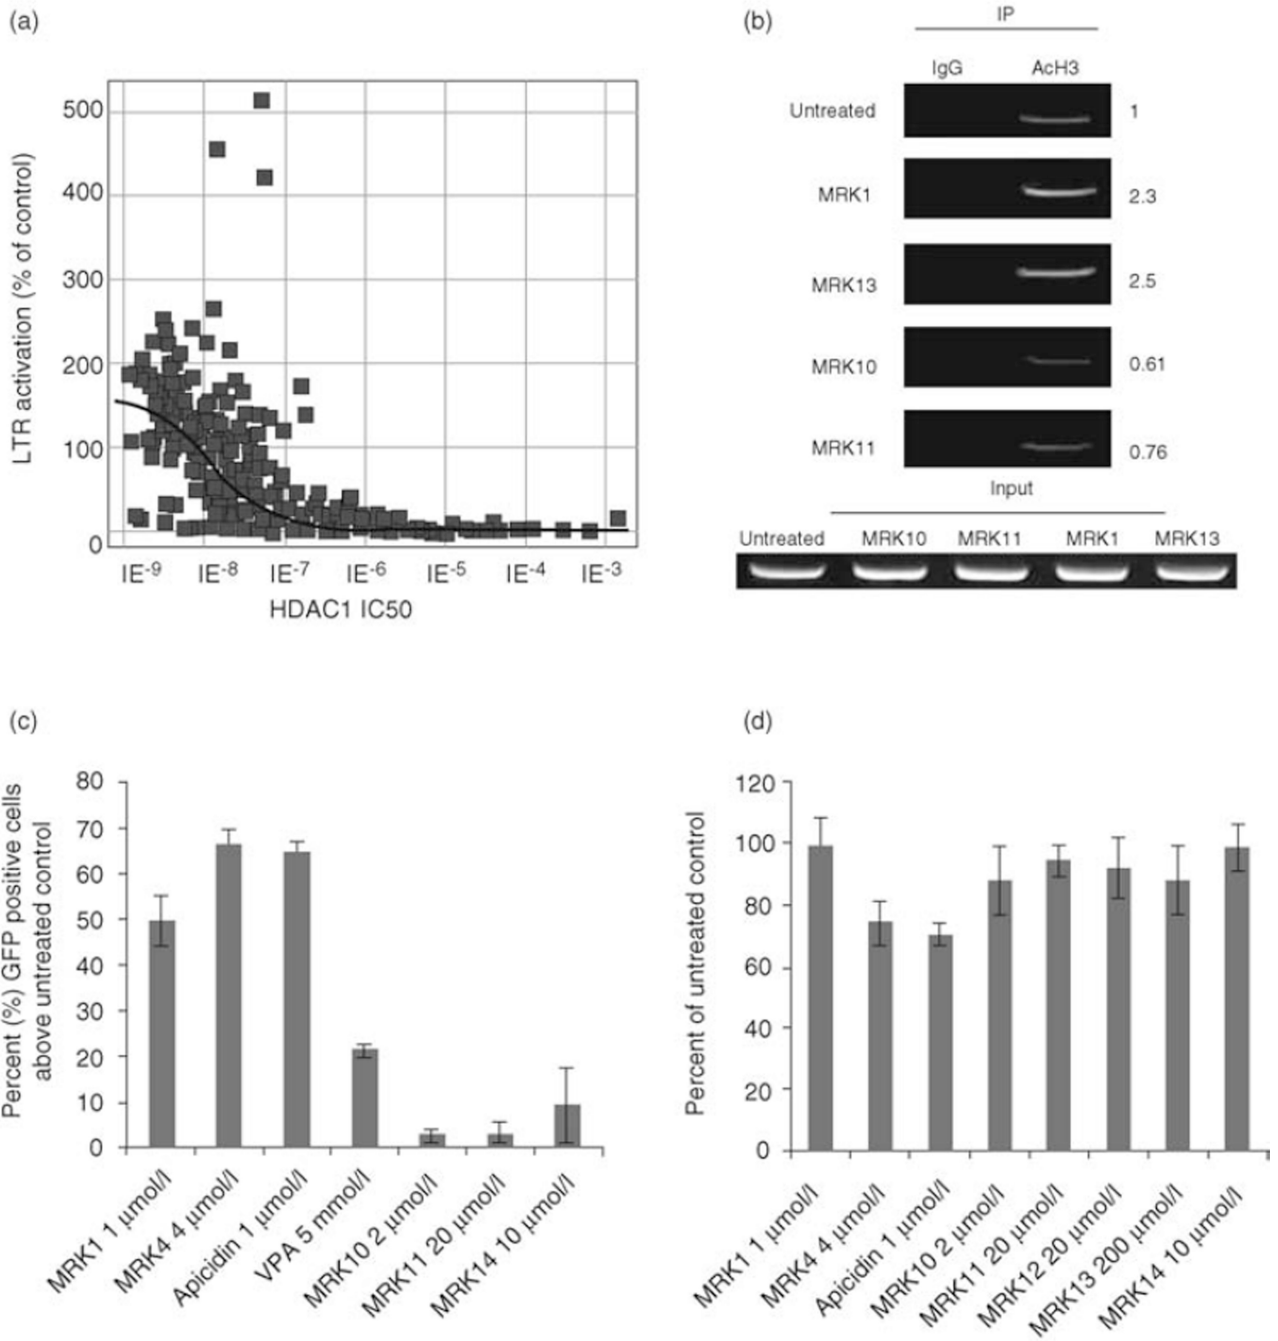 (a)
LTR activation (% of control)
500
400
300
200
100
0
IE-9 IE-8 IE-7 IE-6 IE-5 IE-4 IE-3
HDAC1 IC50
(b)
IP
IgG AcH3
Untreated 1
MRK1 2.3
MRK13 2.5
MRK10 0.61
MRK11 0.76
Input
Untreated MRK10 MRK11 MRK1 MRK13
(c)
Percent (%) GFP positive cells
above untreated control
80
70
60
50
40
30
20
10
0
MRK1 1 μmol/l
MRK4 4 μmol/l
Apicidin 1 μmol/l
VPA 5 mmol/l
MRK10 2 μmol/l
MRK11 20 μmol/l
MRK14 10 μmol/l
(d)
Percent of untreated control
120
100
80
60
40
20
0
MRK1 1 μmol/l
MRK4 4 μmol/l
Apicidin 1 μmol/l
MRK10 2 μmol/l
MRK11 20 μmol/l
MRK12 20 μmol/l
MRK13 200 μmol/l
MRK14 10 μmol/l